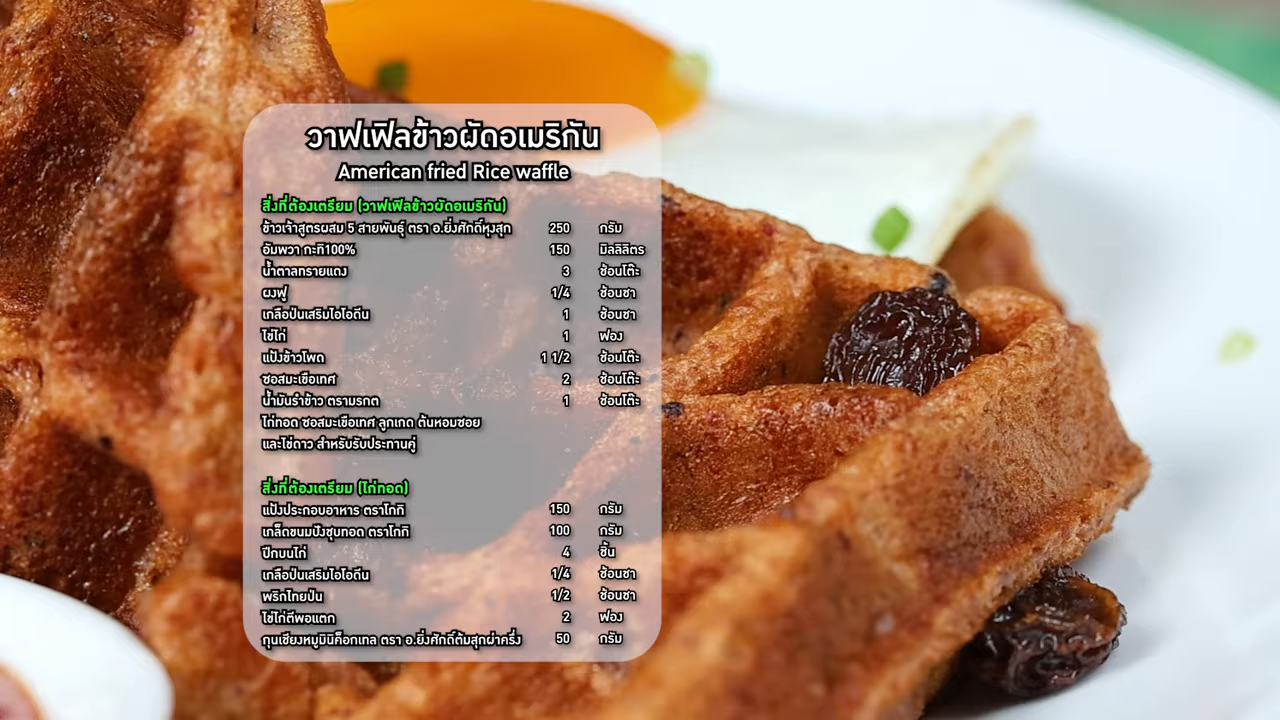 วาฟเฟิลข้าวผัดอเมริกัน
American fried Rice waffle
สิ่งที่ต้องเตรียม (วาฟเฟิลข้าวผัดอเมริกัน)
ข้าวเจ้าสูตรผสม 5 สายพันธุ์ ตรา อ.ยิ่งศักดิ์หุงสุก 250 กรัม
อัมพวา กะทิ100% 150 มิลลิลิตร
น้ำตาลทรายแดง 3 ช้อนโต๊ะ
ผงฟู 1/4 ช้อนชา
เกลือป่นเสริมไอโอดีน 1 ช้อนชา
ไข่ไก่ 1 ฟอง
แป้งข้าวโพด 1 1/2 ช้อนโต๊ะ
ซอสมะเขือเทศ 2 ช้อนโต๊ะ
น้ำมันรำข้าว ตรามรกต 1 ช้อนโต๊ะ
ไก่ทอด ซอสมะเขือเทศ ลูกเกด ต้นหอมซอย
และไข่ดาว สำหรับรับประทานคู่
สิ่งที่ต้องเตรียม (ไก่ทอด)
แป้งประกอบอาหาร ตราโกกิ 150 กรัม
เกล็ดขนมปังชุบทอด ตราโกกิ 100 กรัม
ปีกบนไก่ 4 ชิ้น
เกลือป่นเสริมไอโอดีน 1/4 ช้อนชา
พริกไทยป่น 1/2 ช้อนชา
ไข่ไก่ตีพอแตก 2 ฟอง
กุนเชียงหมูมินิค็อกเทล ตรา อ.ยิ่งศักดิ์ต้มสุกผ่าครึ่ง 50 กรัม